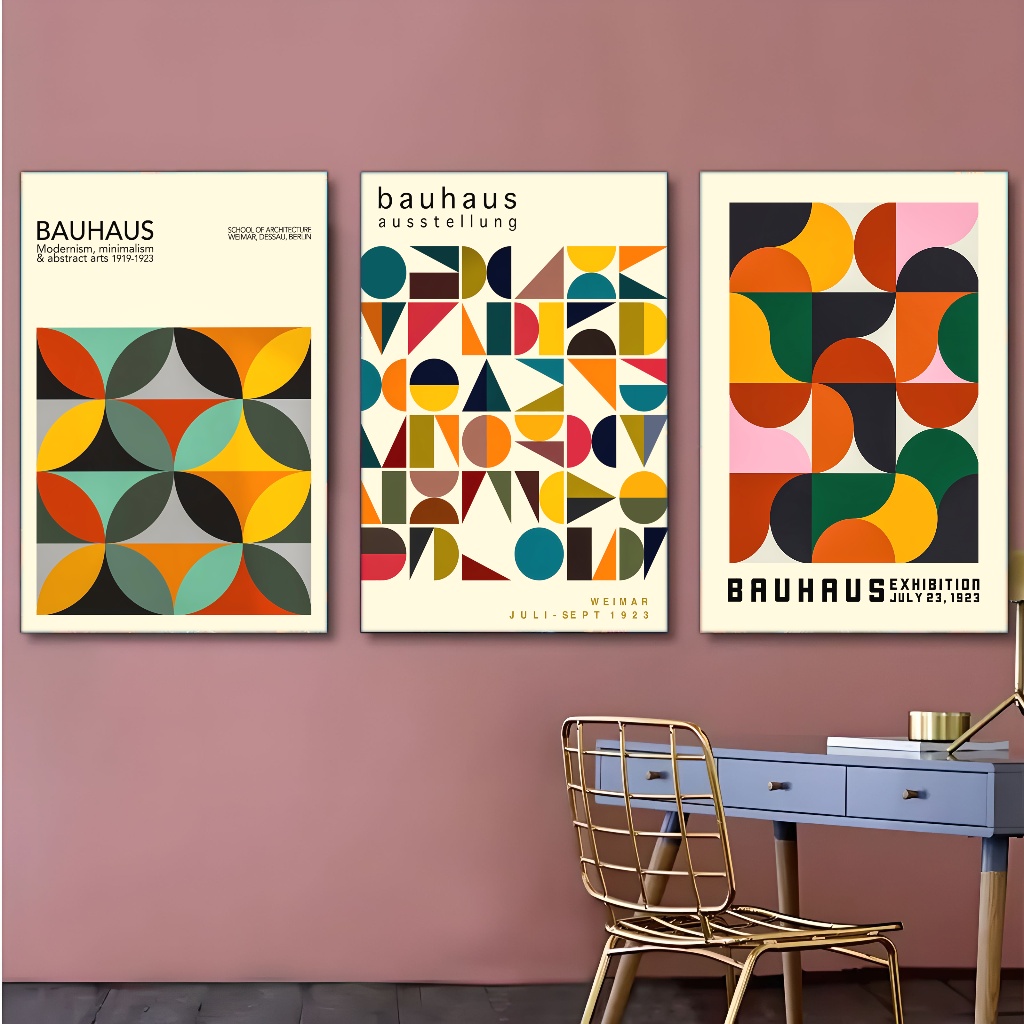 BAUHAUS
Modernism, minimalism
& abstract arts 1919-1923
SCHOOL OF ARCHITECTURE
WEIMAR, DESSAU, BERLIN
bauhaus
ausstellung
WEIMAR
JULI-SEPT 1923
BAUHAUS
EXHIBITION
JULY 23, 1923